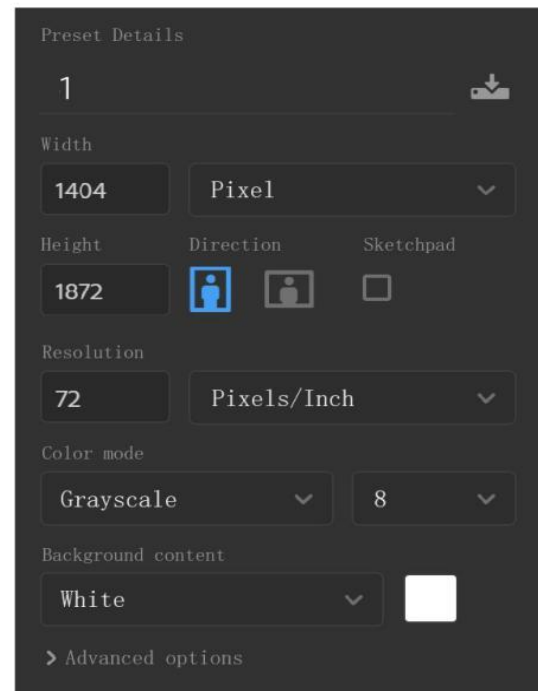 Preset Details
1
Width
1404 Pixel
Height Direction Sketchpad
1872
Resolution
72 Pixels/Inch
Color mode
Grayscale 8
Background content
White
Advanced options